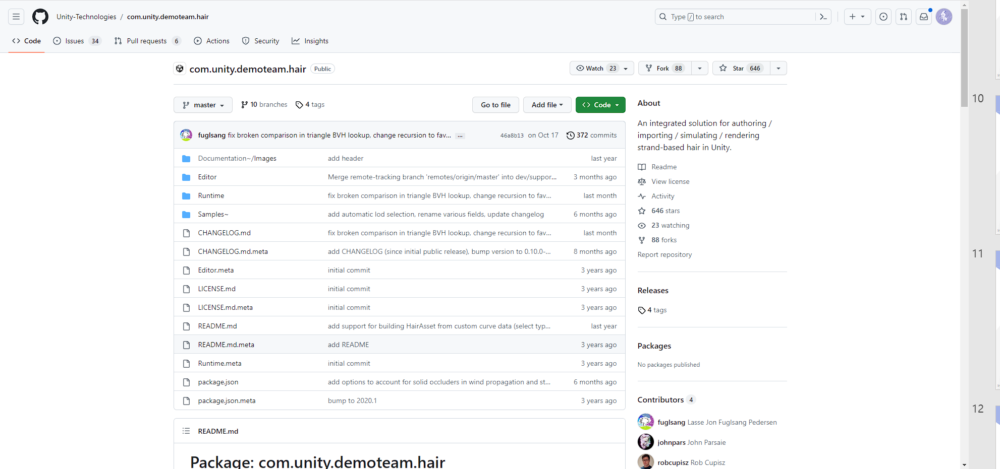 Unity-Technologies / com.unity.demoteam.hair
Type / to search
Code
Issues 34
Pull requests 6
Actions
Security
Insights
com.unity.demoteam.hair Public
Watch 23
Fork 88
Star 646
master
10 branches
4 tags
Go to file
Add file
Code
fuglsang fix broken comparison in triangle BVH lookup, change recursion to fav... ... 46a8b13 on Oct 17 372 commits
Documentation~/Images add header last year
Editor Merge remote-tracking branch 'remotes/origin/master' into dev/suppor... 3 months ago
Runtime fix broken comparison in triangle BVH lookup, change recursion to fav... last month
Samples~ add automatic lod selection, rename various fields, update changelog 6 months ago
CHANGELOG.md fix broken comparison in triangle BVH lookup, change recursion to fav... last month
CHANGELOG.md.meta add CHANGELOG (since initial public release), bump version to 0.10.0-... 8 months ago
Editor.meta initial commit 3 years ago
LICENSE.md initial commit 3 years ago
LICENSE.md.meta initial commit 3 years ago
README.md add support for building HairAsset from custom curve data (select typ... last year
README.md.meta add README 3 years ago
Runtime.meta initial commit 3 years ago
package.json add options to account for solid occluders in wind propagation and st... 6 months ago
package.json.meta bump to 2020.1 3 years ago
README.md
Package: com.unity.demoteam.hair
About
An integrated solution for authoring /
importing / simulating / rendering
strand-based hair in Unity.
Readme
View license
Activity
646 stars
23 watching
88 forks
Report repository
Releases
4 tags
Packages
No packages published
Contributors 4
fuglsang Lasse Jon Fuglsang Pedersen
johnpars John Parsaie
robcupisz Rob Cupisz
10
11
12